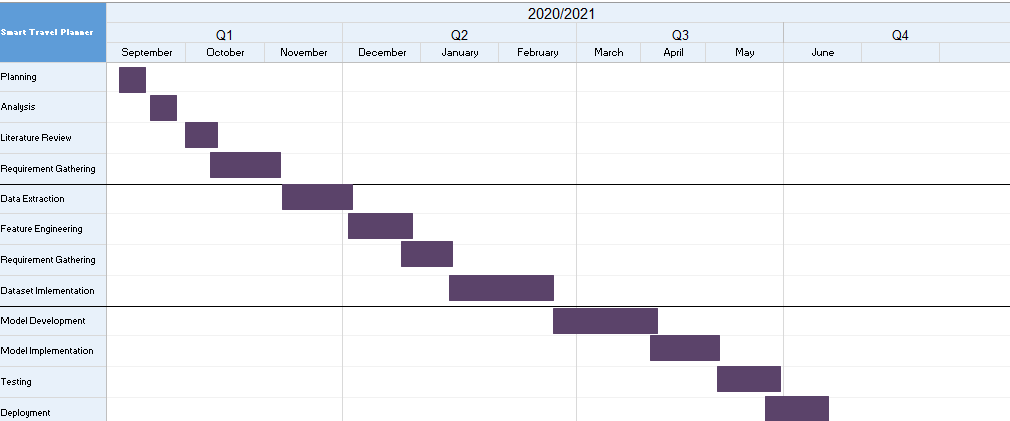 2020/2021
Smart Travel Planner
Q1 Q2 Q3 Q4
September October November December January February March April May June
Planning
Analysis
Literature Review
Requirement Gathering
Data Extraction
Feature Engineering
Requirement Gathering
Dataset Imlementation
Model Development
Model Implementation
Testing
Deployment